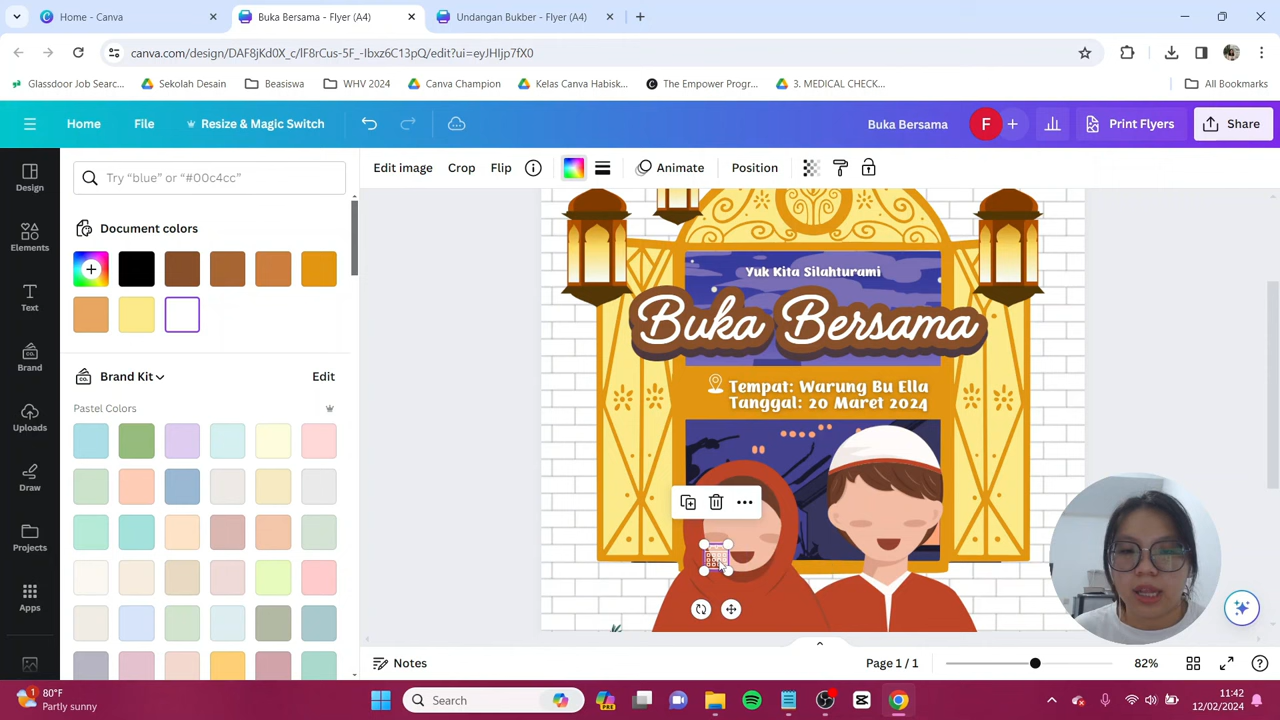 Home - Canva
Buka Bersama - Flyer (A4)
Undangan Bukber - Flyer (A4)
canva.com/design/DAF8jKd0X_c/lF8rCus-5F_-Ibxz6C13pQ/edit?ui=eyJHIjp7fX0
Glassdoor Job Searc...
Sekolah Desain
Beasiswa
WHV 2024
Canva Champion
Kelas Canva Habisk...
The Empower Progr...
3. MEDICAL CHECK...
All Bookmarks
Home
File
Resize & Magic Switch
Buka Bersama
F
Print Flyers
Share
Design
Elements
Text
Brand
Uploads
Draw
Projects
Apps
Try “blue” or “#00c4cc”
Document colors
Brand Kit
Edit
Pastel Colors
Edit image
Crop
Flip
Animate
Position
Yuk Kita Silahturami
Buka Bersama
Tempat: Warung Bu Ella
Tanggal: 20 Maret 2024
Notes
Page 1 / 1
82%
1
80°F
Partly sunny
Search
PRE
11:42
12/02/2024